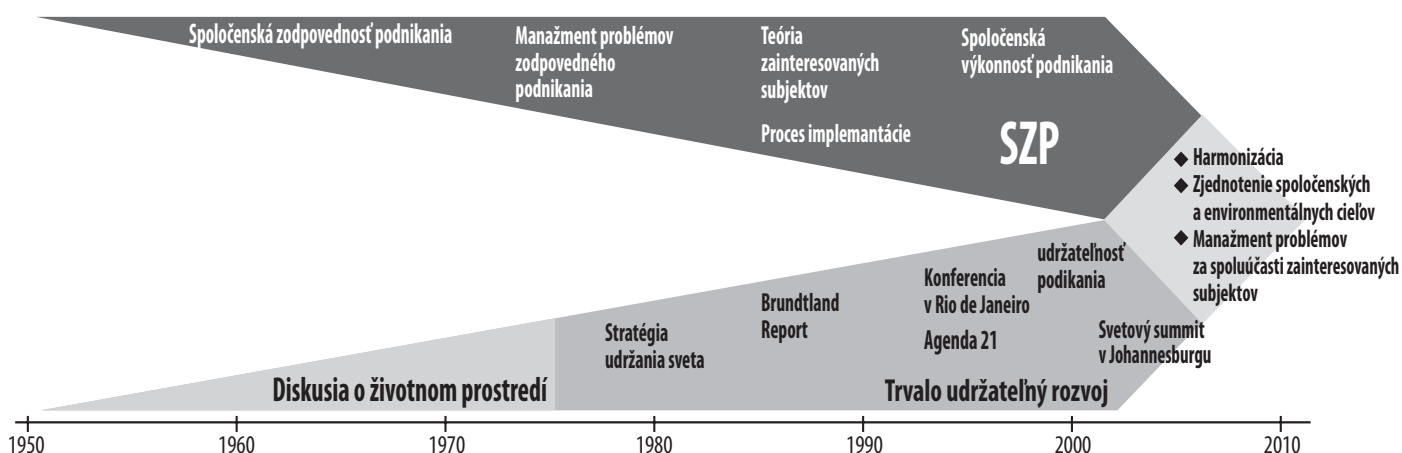 Spoločenská zodpovednosť podnikania
Manažment problémov
zodpovedného
podnikania
Teória
zainteresovaných
subjektov
Proces implemantácie
Spoločenská
výkonnosť podnikania
SZP
◆ Harmonizácia
◆ Zjednotenie spoločenských
a environmentálnych cieľov
◆ Manažment problémov
za spoluúčasti zainteresovaných
subjektov
udržateľnosť
podikania
Konferencia
v Rio de Janeiro
Agenda 21
Brundtland
Report
Stratégia
udržania sveta
Svetový summit
v Johannesburgu
Diskusia o životnom prostredí
Trvalo udržateľný rozvoj
1950 1960 1970 1980 1990 2000 2010